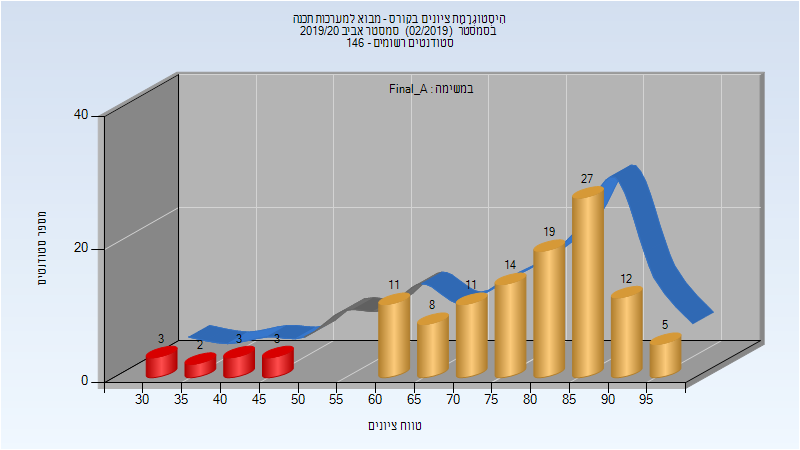 היסטוגרמת ציונים בקורס - מבוא למערכות תכנה
בסמסטר (02/2019) סמסטר אביב 2019/20
סטודנטים רשומים - 146
במשימה : Final_A
מספר סטודנטים
40
20
0
3
2
3
3
11
8
11
14
19
27
12
5
30 35 40 45 50 55 60 65 70 75 80 85 90 95
טווח ציונים